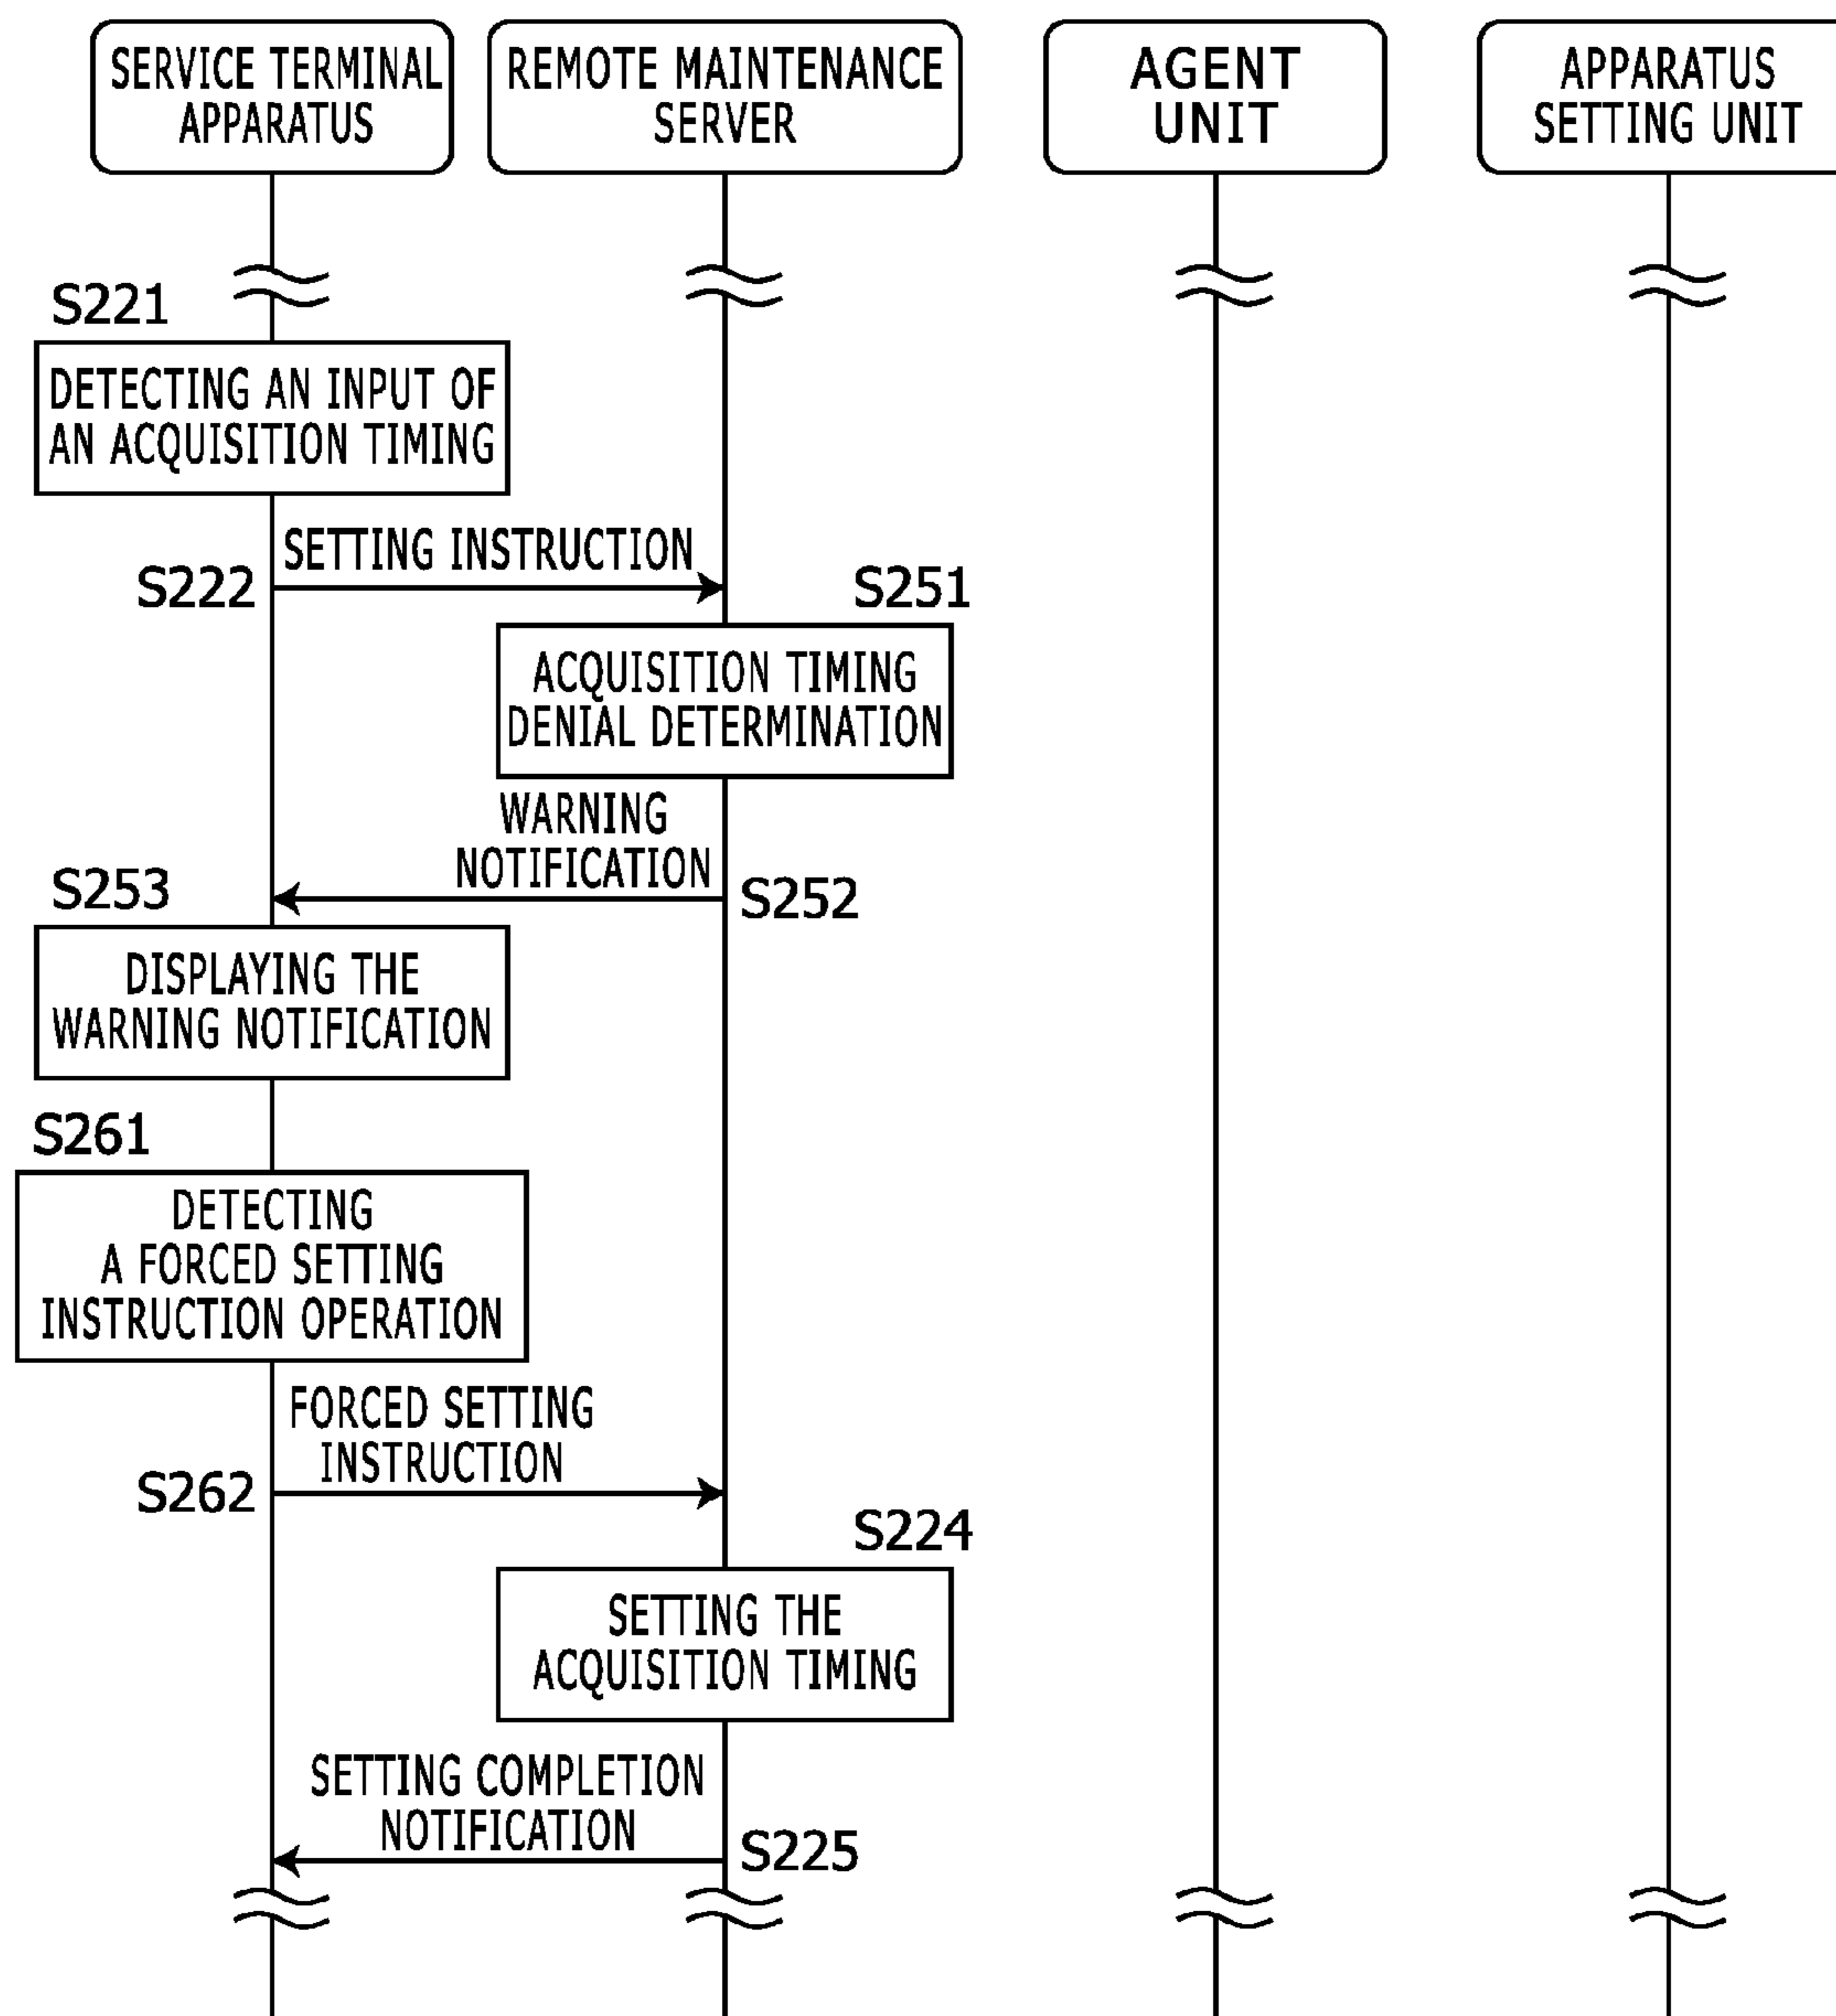 SERVICE TERMINAL
APPARATUS
REMOTE MAINTENANCE
SERVER
AGENT
UNIT
APPARATUS
SETTING UNIT
S221
DETECTING AN INPUT OF
AN ACQUISITION TIMING
SETTING INSTRUCTION
S222
S251
ACQUISITION TIMING
DENIAL DETERMINATION
WARNING
NOTIFICATION
S252
S253
DISPLAYING THE
WARNING NOTIFICATION
S261
DETECTING
A FORCED SETTING
INSTRUCTION OPERATION
FORCED SETTING
INSTRUCTION
S262
S224
SETTING THE
ACQUISITION TIMING
SETTING COMPLETION
NOTIFICATION
S225